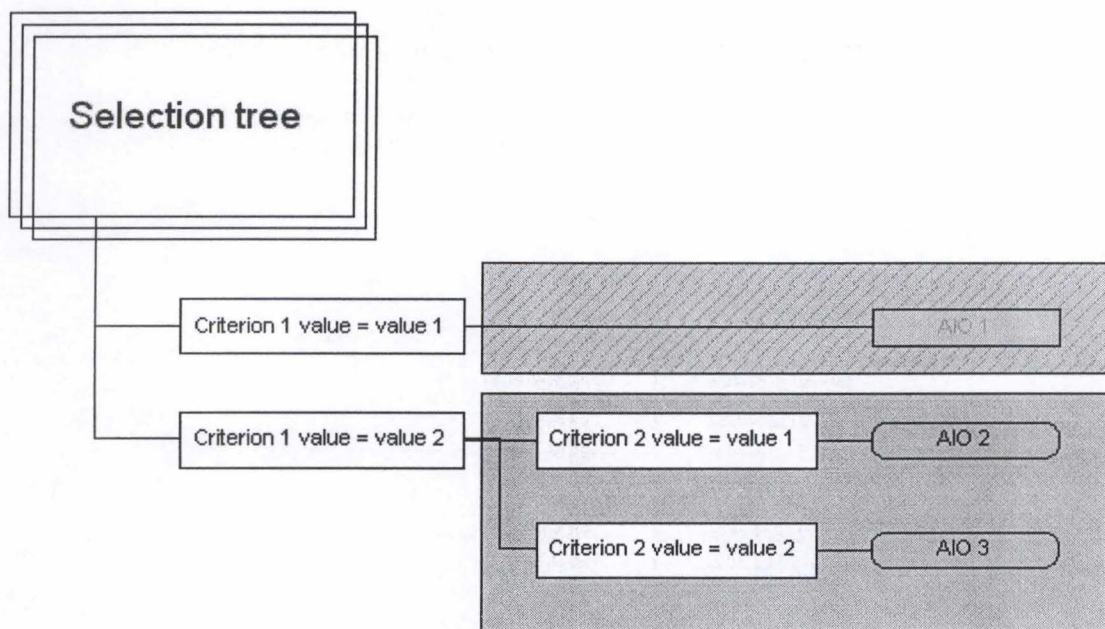 Selection tree
Criterion 1 value = value 1
AIO 1
Criterion 1 value = value 2
Criterion 2 value = value 1
AIO 2
Criterion 2 value = value 2
AIO 3